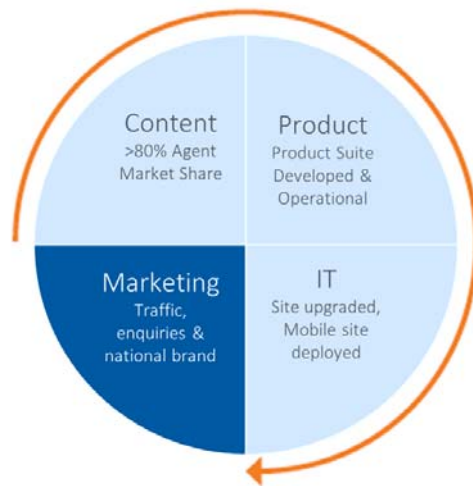 Content
>80% Agent
Market Share
Product
Product Suite
Developed &
Operational
Marketing
Traffic,
enquiries &
national brand
IT
Site upgraded,
Mobile site
deployed